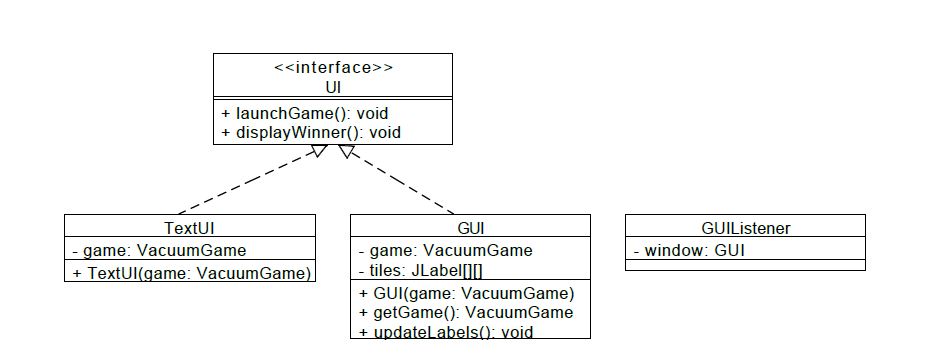 <<interface>>
UI
+ launchGame(): void
+ displayWinner(): void
TextUI
- game: VacuumGame
+ TextUI(game: VacuumGame)
GUI
- game: VacuumGame
- tiles: JLabel[][]
+ GUI(game: VacuumGame)
+ getGame(): VacuumGame
+ updateLabels(): void
GUIListener
- window: GUI